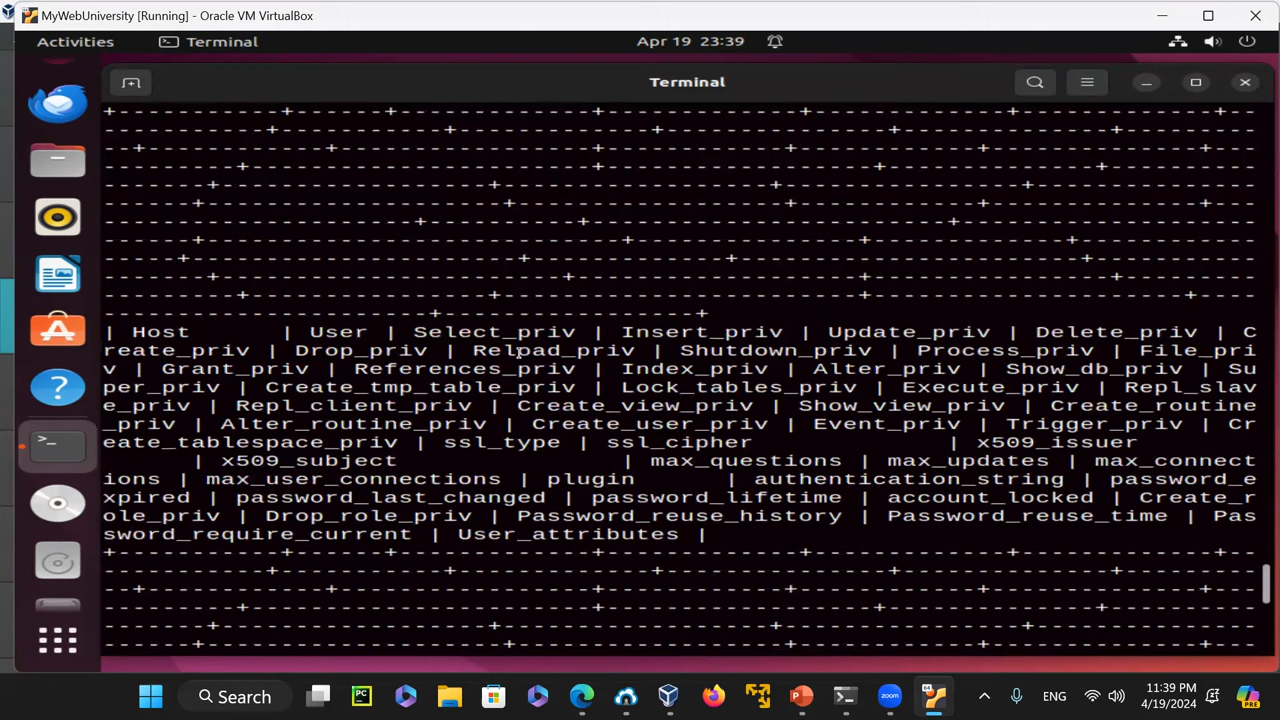 MyWebUniversity [Running] - Oracle VM VirtualBox
Activities
Terminal
Apr 19 23:39
Terminal
| Host | User | Select_priv | Insert_priv | Update_priv | Delete_priv | C
reate_priv | Drop_priv | Reload_priv | Shutdown_priv | Process_priv | File_pri
v | Grant_priv | References_priv | Index_priv | Alter_priv | Show_db_priv | Su
per_priv | Create_tmp_table_priv | Lock_tables_priv | Execute_priv | Repl_slav
e_priv | Repl_client_priv | Create_view_priv | Show_view_priv | Create_routine
_priv | Alter_routine_priv | Create_user_priv | Event_priv | Trigger_priv | Cr
eate_tablespace_priv | ssl_type | ssl_cipher | x509_issuer
| x509_subject | max_questions | max_updates | max_connect
ions | max_user_connections | plugin | authentication_string | password_e
xpired | password_last_changed | password_lifetime | account_locked | Create_r
ole_priv | Drop_role_priv | Password_reuse_history | Password_reuse_time | Pas
sword_require_current | User_attributes |
Search
PC
zoom
64
ENG
11:39 PM
4/19/2024
PRE